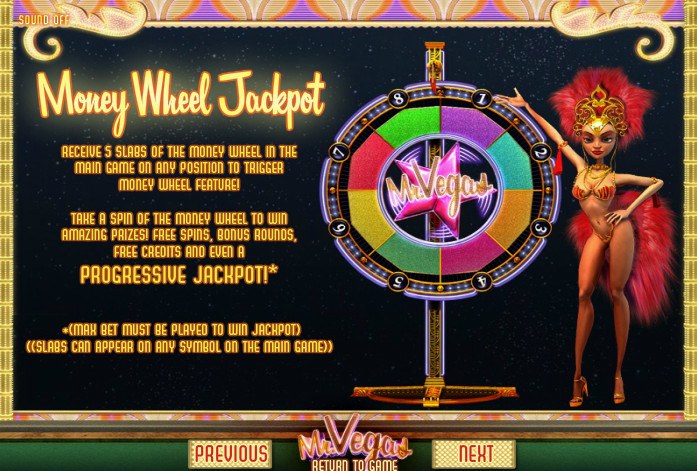 SOUND OFF
Money Wheel Jackpot
RECEIVE 5 SLABS OF THE MONEY WHEEL IN THE
MAIN GAME ON ANY POSITION TO TRIGGER
MONEY WHEEL FEATURE!
TAKE A SPIN OF THE MONEY WHEEL TO WIN
AMAZING PRIZES! FREE SPINS, BONUS ROUNDS,
FREE CREDITS AND EVEN A
PROGRESSIVE JACKPOT!*
*(MAX BET MUST BE PLAYED TO WIN JACKPOT)
((SLABS CAN APPEAR ON ANY SYMBOL ON THE MAIN GAME))
8
1
2
3
4
5
6
7
Mr. Vegas
PREVIOUS
Mr. Vegas
RETURN TO GAME
NEXT